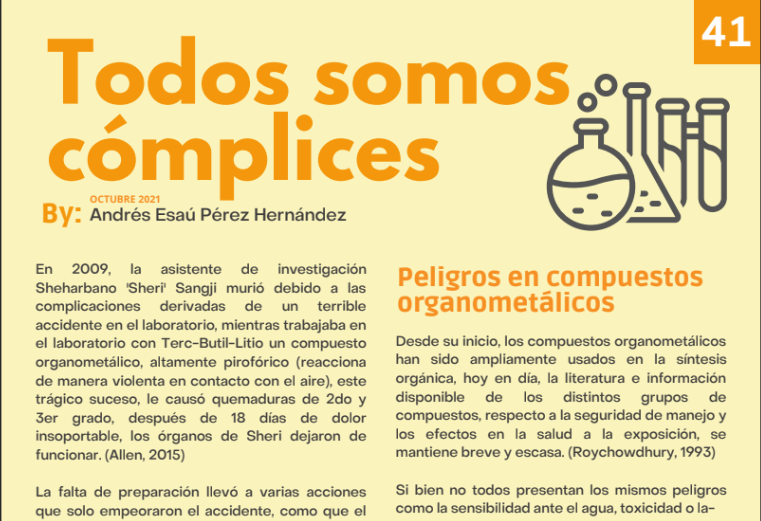 41
Todos somos
cómplices
OCTUBRE 2021
By: Andrés Esaú Pérez Hernández
En 2009, la asistente de investigación
Sheharbano 'Sheri' Sangji murió debido a las
complicaciones derivadas de un terrible
accidente en el laboratorio, mientras trabajaba en
el laboratorio con Terc-Butil-Litio un compuesto
organometálico, altamente pirofórico (reacciona
de manera violenta en contacto con el aire), este
trágico suceso, le causó quemaduras de 2do y
3er grado, después de 18 días de dolor
insoportable, los órganos de Sheri dejaron de
funcionar. (Allen, 2015)
La falta de preparación llevó a varias acciones
que solo empeoraron el accidente, como que el
Peligros en compuestos
organometálicos
Desde su inicio, los compuestos organometálicos
han sido ampliamente usados en la síntesis
orgánica, hoy en día, la literatura e información
disponible de los distintos grupos de
compuestos, respecto a la seguridad de manejo y
los efectos en la salud a la exposición, se
mantiene breve y escasa. (Roychowdhury, 1993)
Si bien no todos presentan los mismos peligros
como la sensibilidad ante el agua, toxicidad o la-